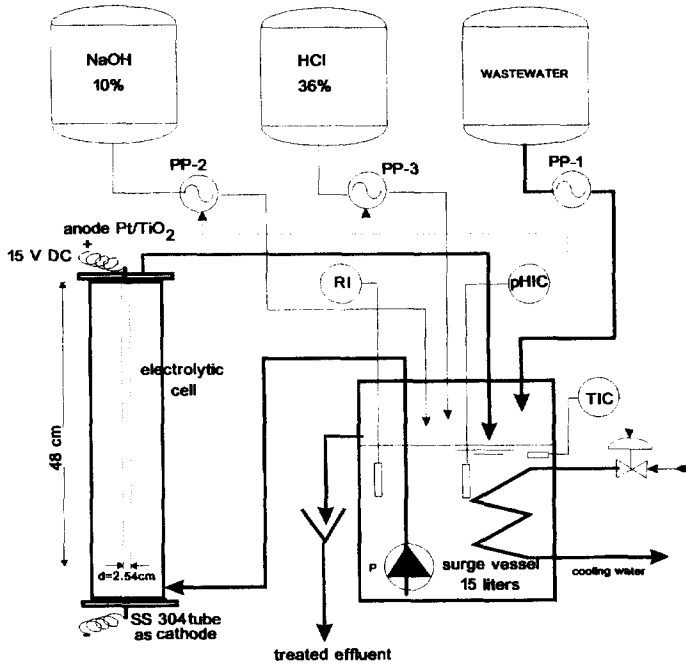 NaOH
10%
HCl
36%
WASTEWATER
PP-2
PP-3
PP-1
anode Pt/TiO2
+
15 V DC
RI
pHIC
electrolytic
cell
TIC
48 cm
d=2.54cm
P
surge vessel
15 liters
cooling water
SS 304 tube
as cathode
-
treated effluent